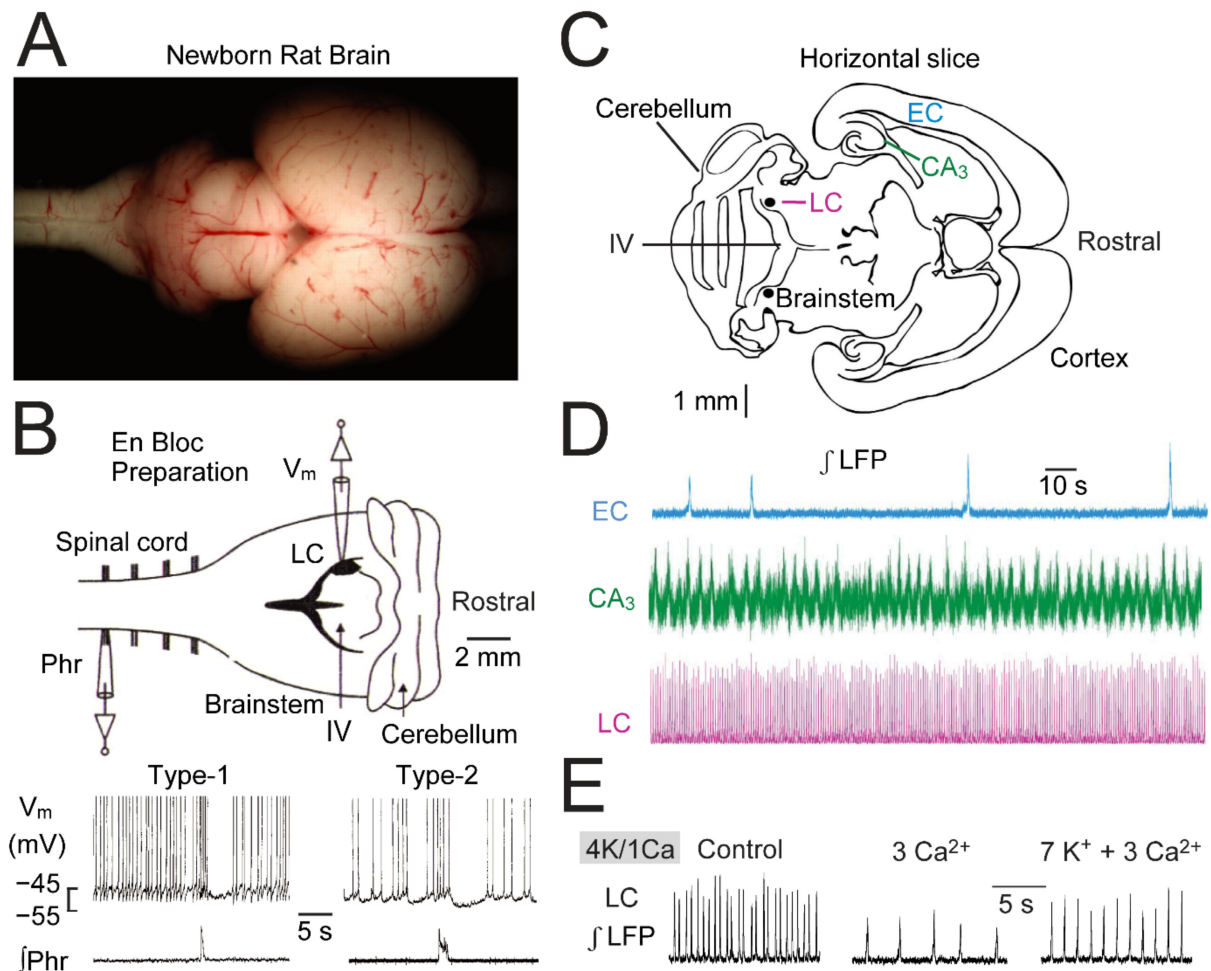 A
Newborn Rat Brain
B
En Bloc
Preparation
Vm
Spinal cord
LC
Rostral
2 mm
Phr
Brainstem
IV
Cerebellum
Type-1
Type-2
Vm
(mV)
−45
−55
5 s
∫Phr
C
Horizontal slice
Cerebellum
EC
CA3
LC
IV
Rostral
Brainstem
Cortex
1 mm
D
∫ LFP
10 s
EC
CA3
LC
E
4K/1Ca Control
3 Ca2+
7 K+ + 3 Ca2+
LC
5 s
∫ LFP